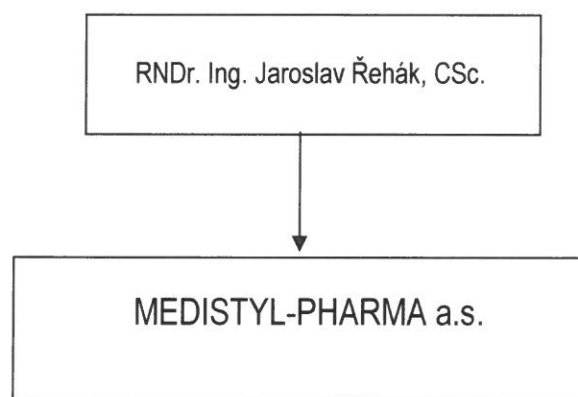 RNDr. Ing. Jaroslav Řehák, CSc.
MEDISTYL-PHARMA a.s.